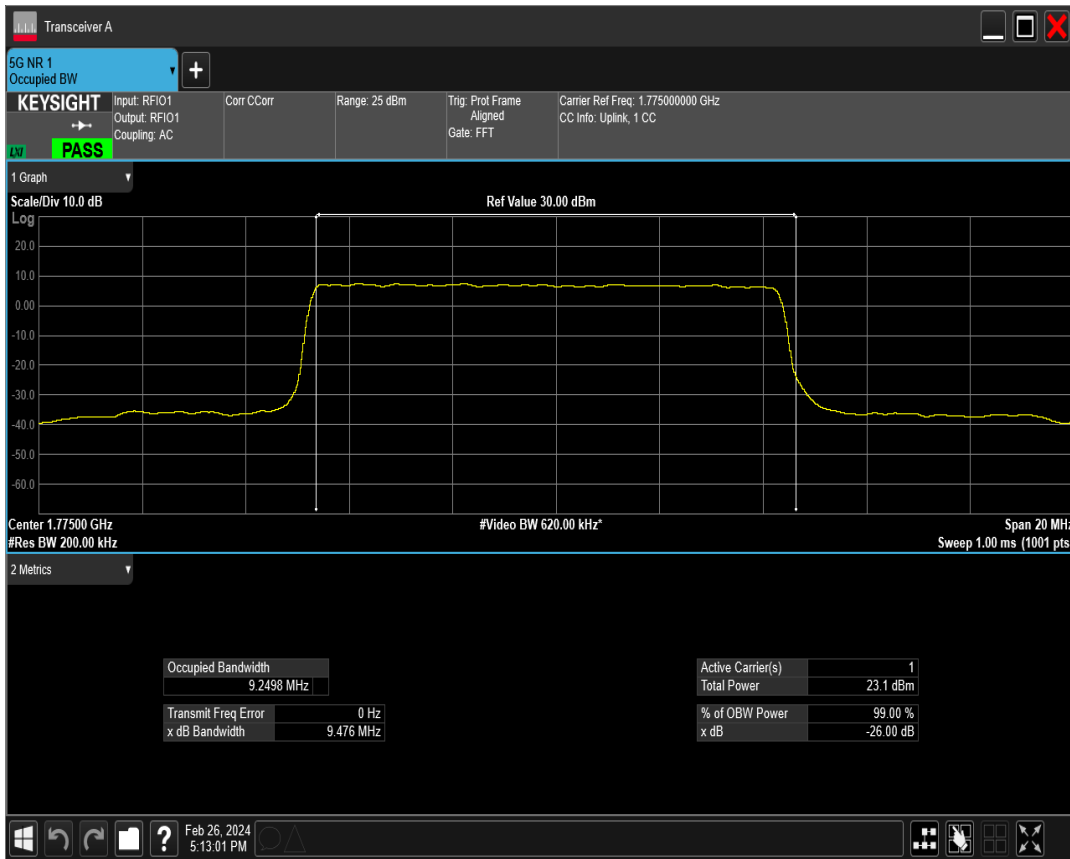 Transceiver A
5G NR 1
Occupied BW
KEYSIGHT
LXI
PASS
Input: RFIO1
Output: RFIO1
Coupling: AC
Corr CCorr
Range: 25 dBm
Trig: Prot Frame
Aligned
Gate: FFT
Carrier Ref Freq: 1.775000000 GHz
CC Info: Uplink, 1 CC
1 Graph
Scale/Div 10.0 dB
Ref Value 30.00 dBm
Log
20.0
10.0
0.00
-10.0
-20.0
-30.0
-40.0
-50.0
-60.0
Center 1.77500 GHz
#Video BW 620.00 kHz*
Span 20 MHz
#Res BW 200.00 kHz
Sweep 1.00 ms (1001 pts
2 Metrics
Occupied Bandwidth
9.2498 MHz
Transmit Freq Error 0 Hz
x dB Bandwidth 9.476 MHz
Active Carrier(s) 1
Total Power 23.1 dBm
% of OBW Power 99.00 %
x dB -26.00 dB
?
Feb 26, 2024
5:13:01 PM